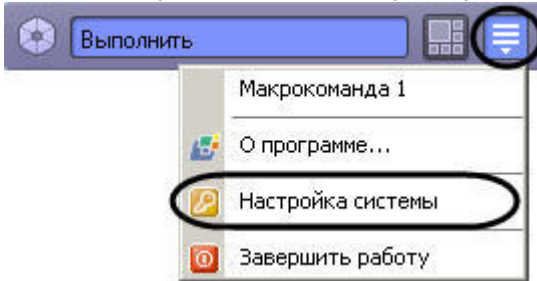 Выполнить
Макрокоманда 1
О программе...
Настройка системы
Завершить работу